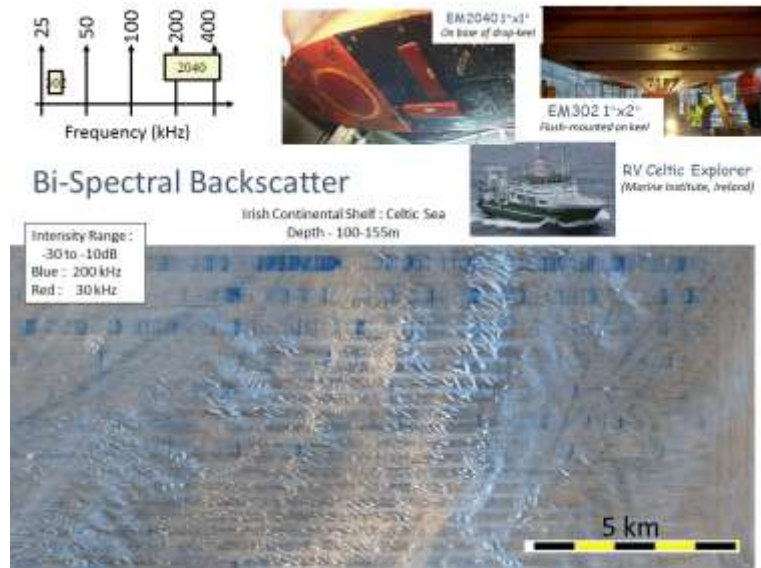 25
50
100
200
400
2040
Frequency (kHz)
EM2040 1°x1°
On base of drop-keel
EM302 1°x2°
Flush-mounted on keel
Bi-Spectral Backscatter
RV Celtic Explorer
(Marine Institute, Ireland)
Irish Continental Shelf : Celtic Sea
Depth - 100-155m
Intensity Range :
-30 to -10dB
Blue : 200 kHz
Red : 30 kHz
5 km